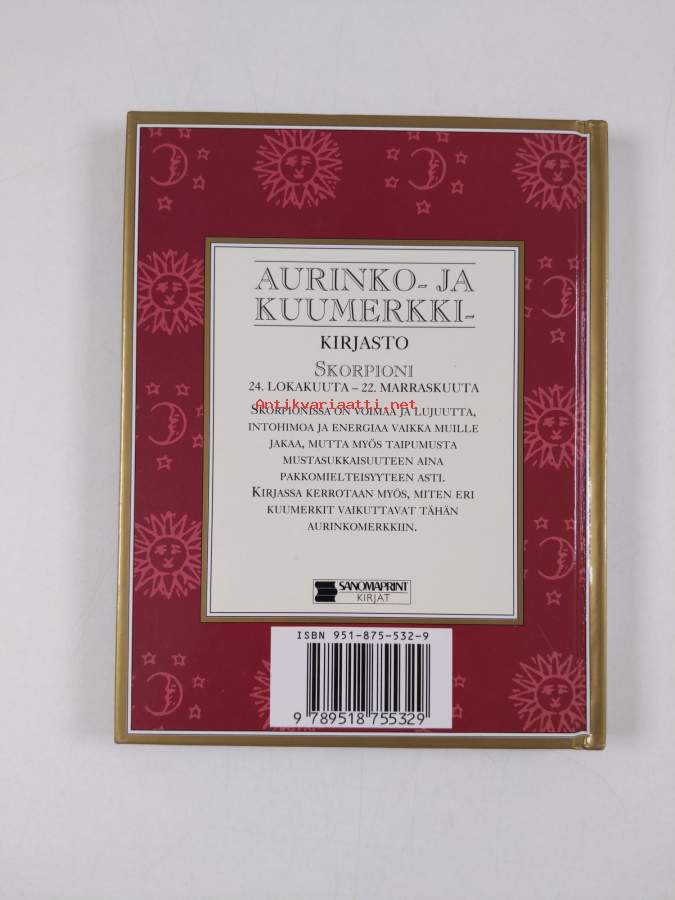 AURINKO- JA
KUUMERKKI-
KIRJASTO
SKORPIONI
24. LOKAKUUTA – 22. MARRASKUUTA
Antikvariaatti.net
SKORPIONISSA ON VOIMAA JA LUJUUTTA,
INTOHIMOA JA ENERGIAA VAIKKA MUILLE
JAKAA, MUTTA MYÖS TAIPUMUSTA
MUSTASUKKAISUUTEEN AINA
PAKKOMIELTEISYYTEEN ASTI.
KIRJASSA KERROTAAN MYÖS, MITEN ERI
KUUMERKIT VAIKUTTAVAT TÄHÄN
AURINKOMERKKIIN.
SANOMAPRINT
KIRJAT
ISBN 951-875-532-9
9 789518 755329